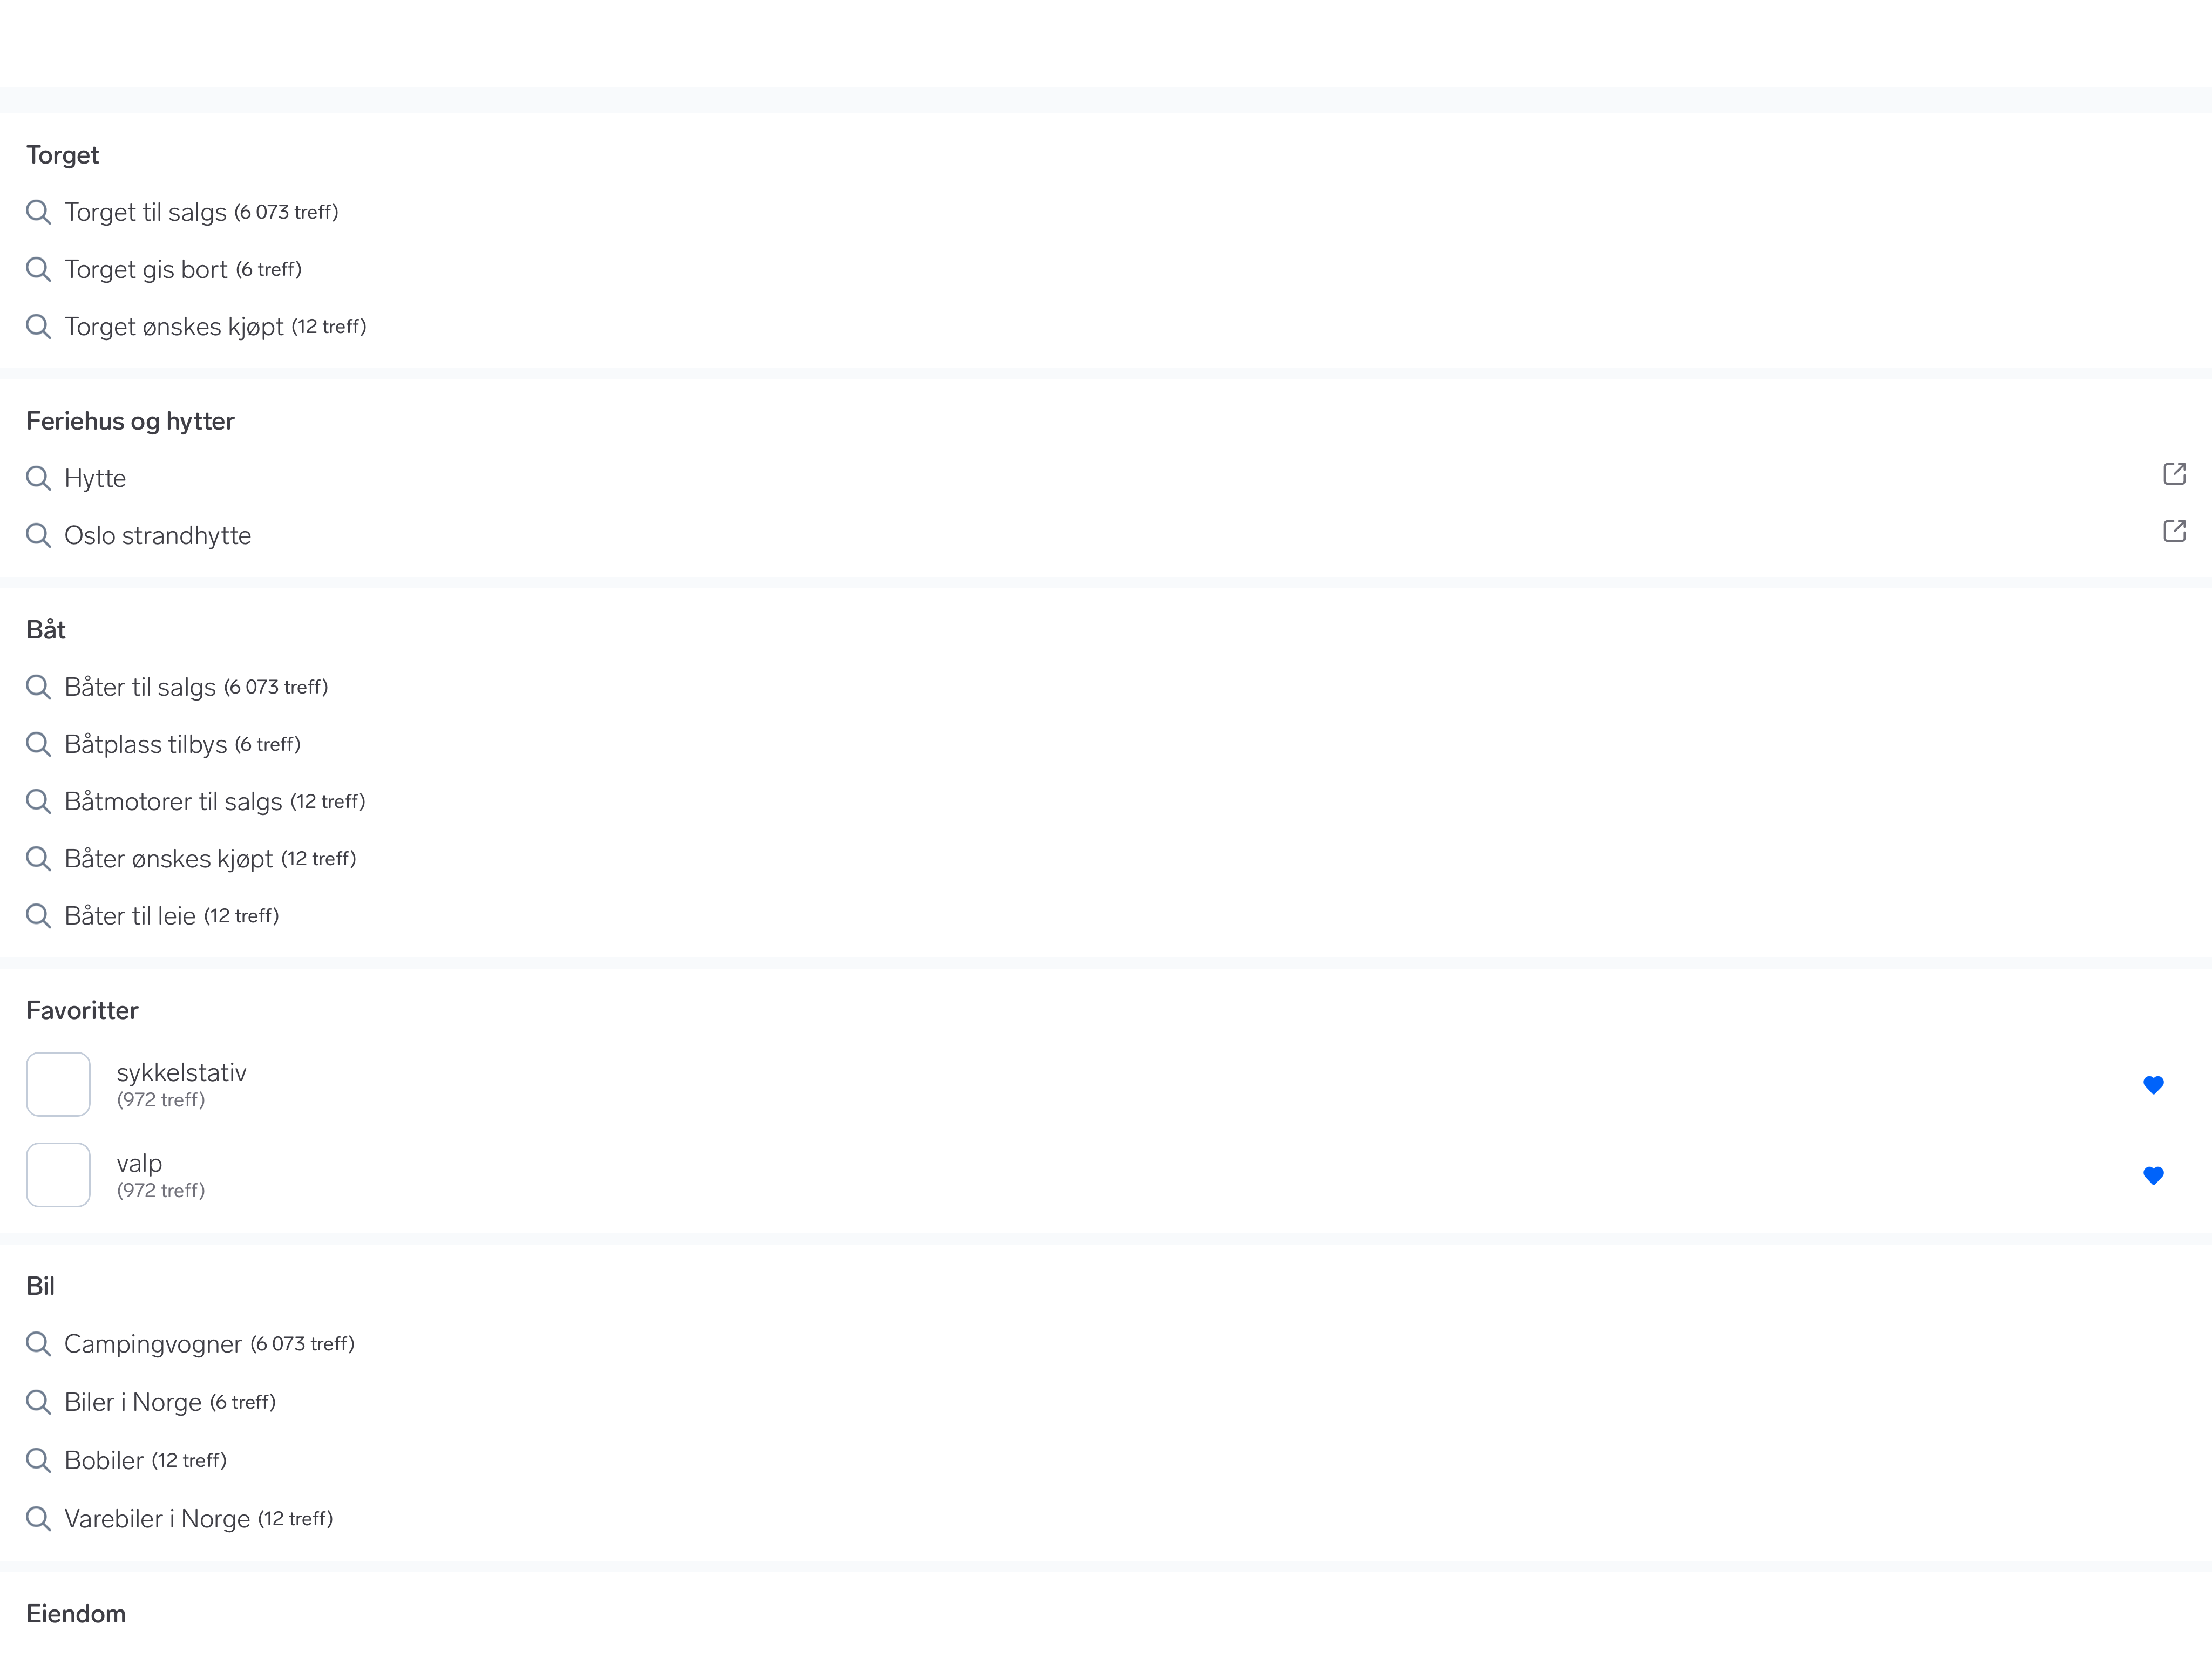 Torget
Torget til salgs (6 073 treff)
Torget gis bort (6 treff)
Torget ønskes kjøpt (12 treff)
Feriehus og hytter
Hytte
Oslo strandhytte
Båt
Båter til salgs (6 073 treff)
Båtplass tilbys (6 treff)
Båtmotorer til salgs (12 treff)
Båter ønskes kjøpt (12 treff)
Båter til leie (12 treff)
Favoritter
sykkelstativ
(972 treff)
valp
(972 treff)
Bil
Campingvogner (6 073 treff)
Biler i Norge (6 treff)
Bobiler (12 treff)
Varebiler i Norge (12 treff)
Eiendom